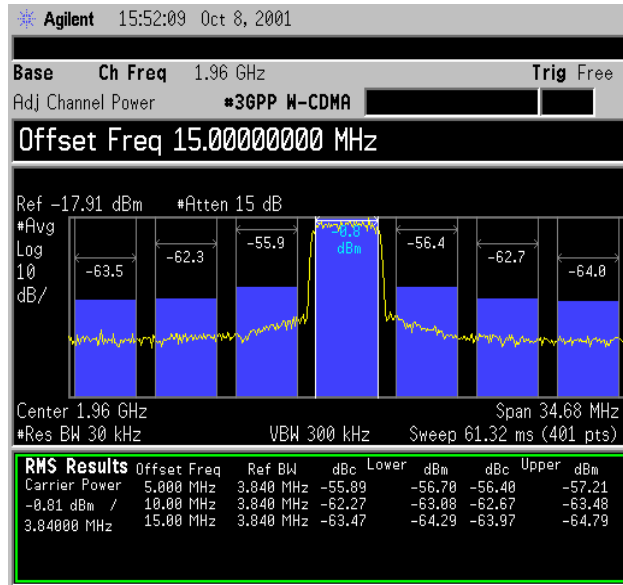 Agilent 15:52:09 Oct 8, 2001
Base Ch Freq 1.96 GHz Trig Free
Adj Channel Power #3GPP W-CDMA
Offset Freq 15.00000000 MHz
Ref -17.91 dBm #Atten 15 dB
#Avg
Log
10
dB/
-63.5 -62.3 -55.9 -0.8 dBm -56.4 -62.7 -64.0
Center 1.96 GHz Span 34.68 MHz
#Res BW 30 kHz VBW 300 kHz Sweep 61.32 ms (401 pts)
RMS Results Offset Freq Ref BW dBc Lower dBm dBc Upper dBm
Carrier Power 5.000 MHz 3.840 MHz -55.89 -56.70 -56.40 -57.21
-0.81 dBm / 10.00 MHz 3.840 MHz -62.27 -63.08 -62.67 -63.48
3.84000 MHz 15.00 MHz 3.840 MHz -63.47 -64.29 -63.97 -64.79